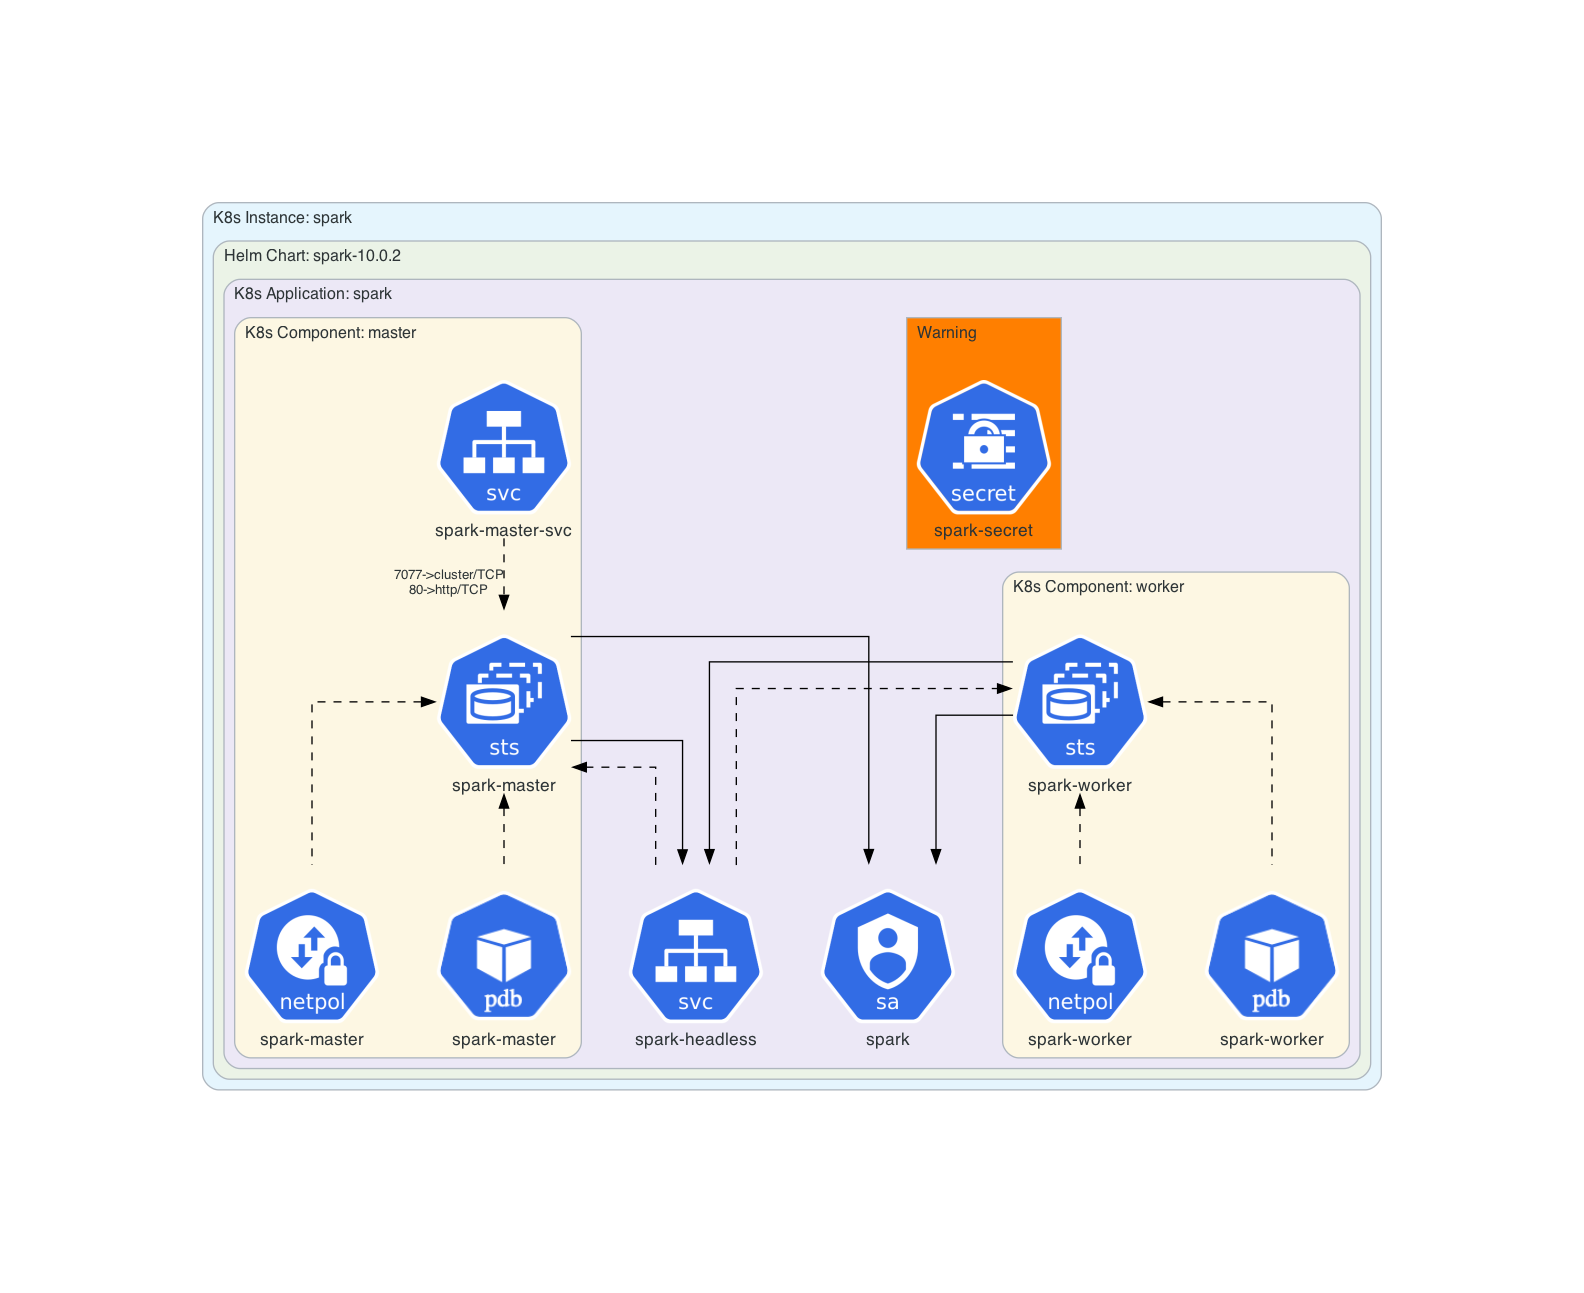 K8s Instance: spark
Helm Chart: spark-10.0.2
K8s Application: spark
K8s Component: master
svc
spark-master-svc
7077->cluster/TCP
80->http/TCP
Warning
secret
spark-secret
K8s Component: worker
sts
spark-master
sts
spark-worker
netpol
spark-master
pdb
spark-master
svc
spark-headless
sa
spark
netpol
spark-worker
pdb
spark-worker